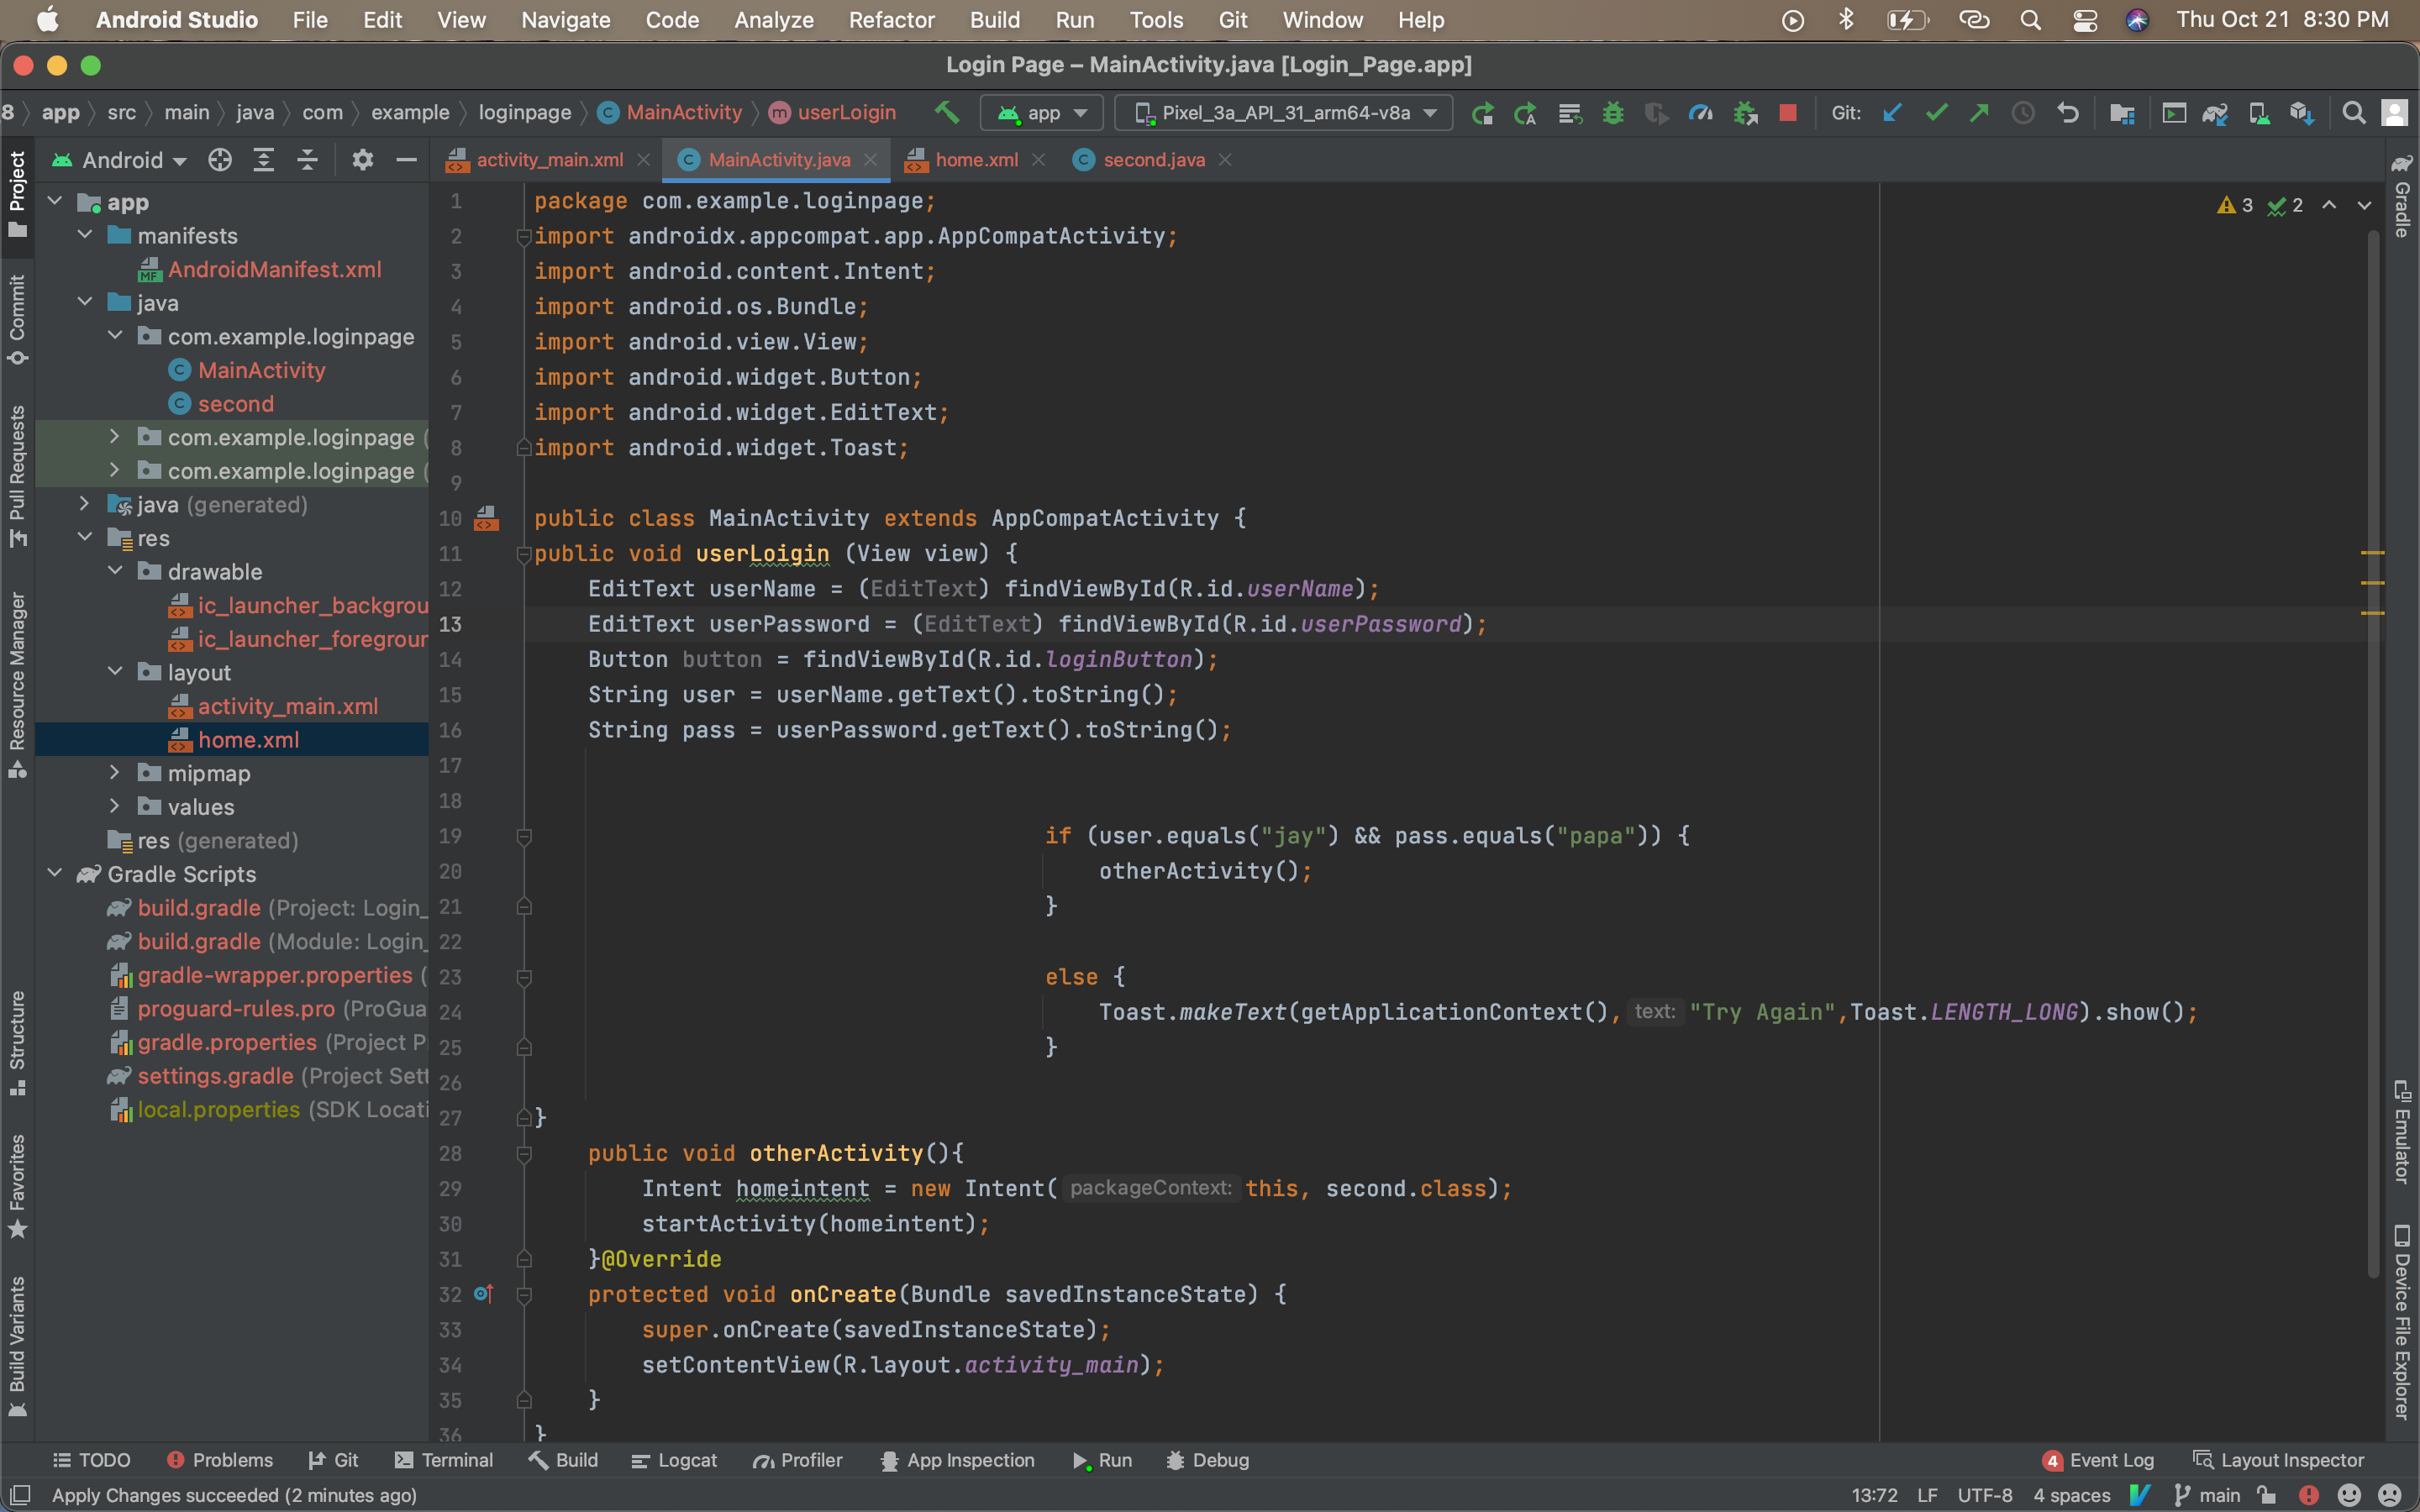 Android Studio File Edit View Navigate Code Analyze Refactor Build Run Tools Git Window Help Thu Oct 21 8:30 PM
Login Page – MainActivity.java [Login_Page.app]
8 app src main java com example loginpage MainActivity userLoigin app Pixel_3a_API_31_arm64-v8a Git:
Android
activity_main.xml MainActivity.java home.xml second.java
3 2
Project
Commit
Pull Requests
Resource Manager
Structure
Favorites
Build Variants
app
manifests
AndroidManifest.xml
java
com.example.loginpage
MainActivity
second
com.example.loginpage (
com.example.loginpage (
java (generated)
res
drawable
ic_launcher_backgrou
ic_launcher_foregrour
layout
activity_main.xml
home.xml
mipmap
values
res (generated)
Gradle Scripts
build.gradle (Project: Login_
build.gradle (Module: Login_
gradle-wrapper.properties (
proguard-rules.pro (ProGua
gradle.properties (Project P
settings.gradle (Project Sett
local.properties (SDK Locati
1 package com.example.loginpage;
2 import androidx.appcompat.app.AppCompatActivity;
3 import android.content.Intent;
4 import android.os.Bundle;
5 import android.view.View;
6 import android.widget.Button;
7 import android.widget.EditText;
8 import android.widget.Toast;
9
10 public class MainActivity extends AppCompatActivity {
11 public void userLoigin (View view) {
12 EditText userName = (EditText) findViewById(R.id.userName);
13 EditText userPassword = (EditText) findViewById(R.id.userPassword);
14 Button button = findViewById(R.id.loginButton);
15 String user = userName.getText().toString();
16 String pass = userPassword.getText().toString();
17
18
19 if (user.equals("jay") && pass.equals("papa")) {
20 otherActivity();
21 }
22
23 else {
24 Toast.makeText(getApplicationContext(), text: "Try Again",Toast.LENGTH_LONG).show();
25 }
26
27 }
28 public void otherActivity(){
29 Intent homeintent = new Intent( packageContext: this, second.class);
30 startActivity(homeintent);
31 }@Override
32 protected void onCreate(Bundle savedInstanceState) {
33 super.onCreate(savedInstanceState);
34 setContentView(R.layout.activity_main);
35 }
36 }
Gradle
Emulator
Device File Explorer
TODO Problems Git Terminal Build Logcat Profiler App Inspection Run Debug 4 Event Log Layout Inspector
Apply Changes succeeded (2 minutes ago) 13:72 LF UTF-8 4 spaces main